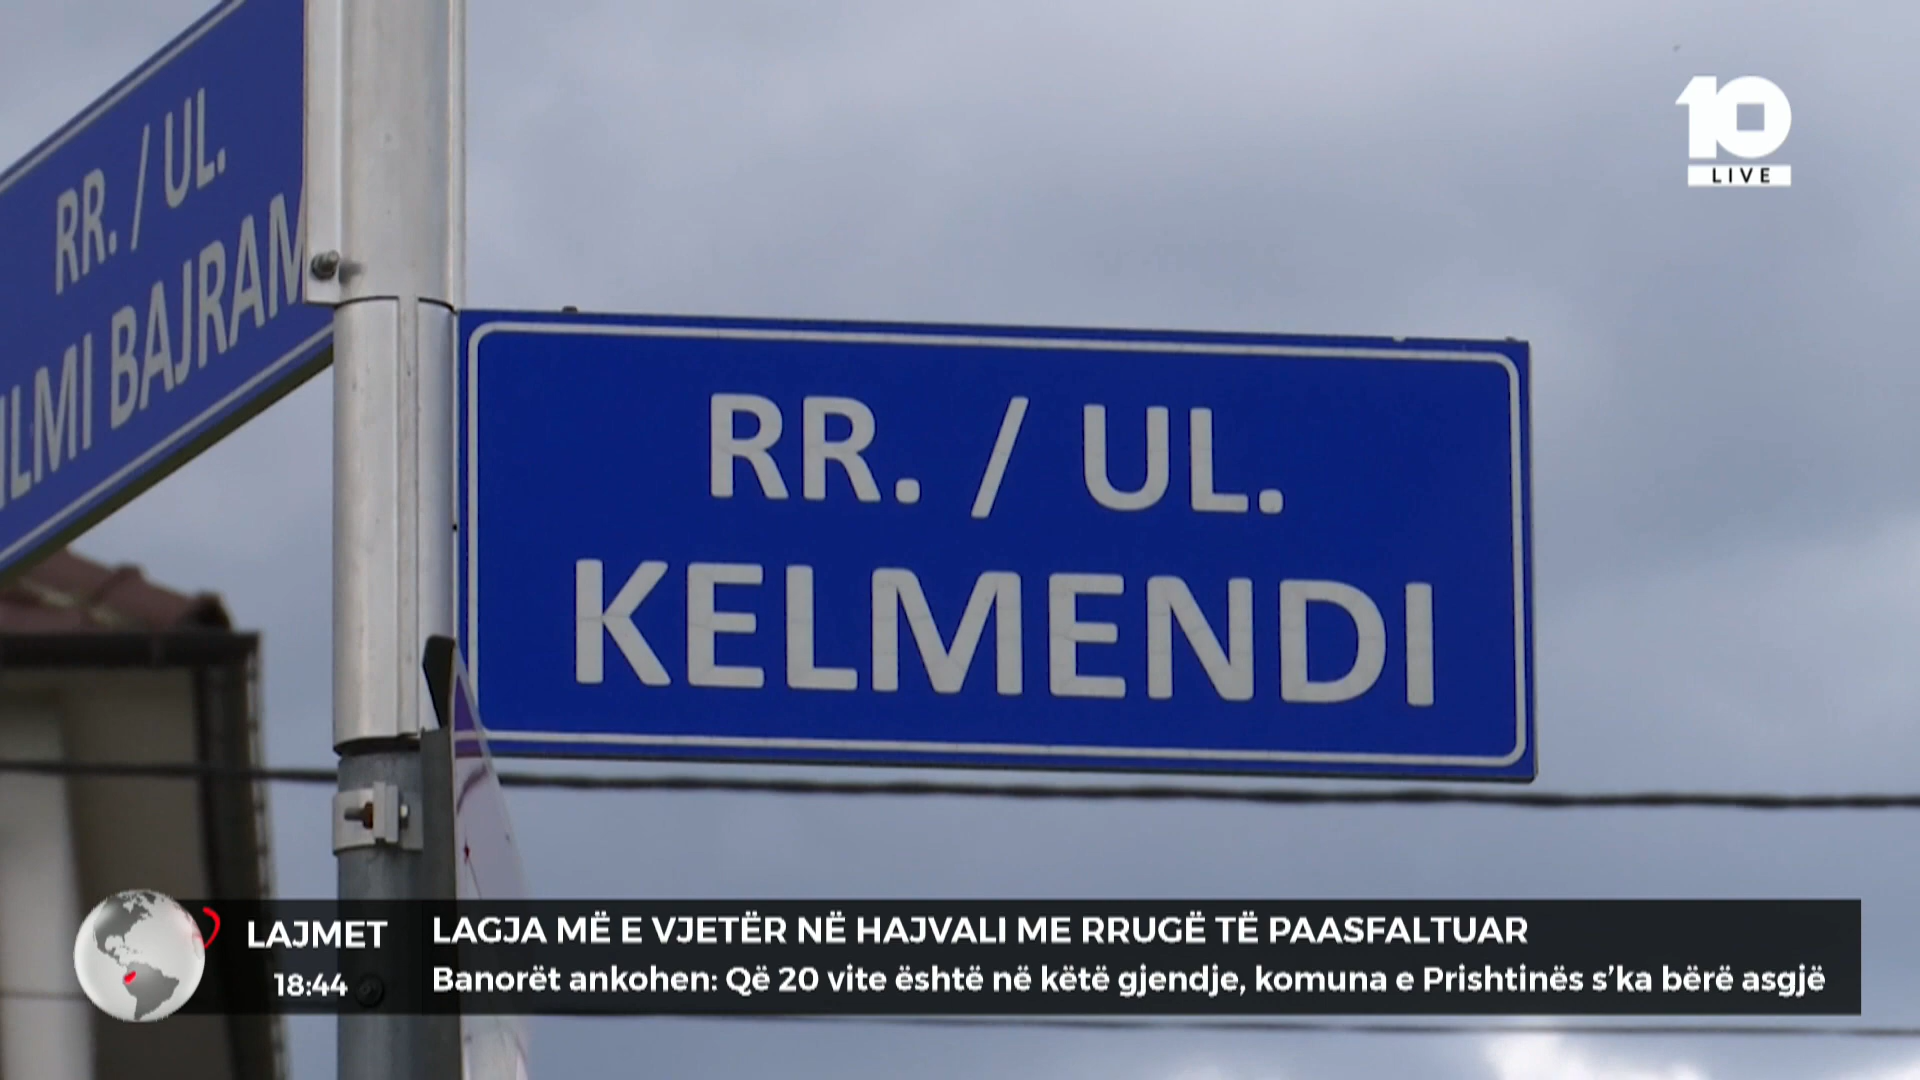 RR. / UL.
BAJRAM
10
LIVE
RR. / UL.
KELMENDI
LAJMET
18:44
LAGJA MË E VJETËR NË HAJVALI ME RRUGË TË PAASFALTUAR
Banorët ankohen: Që 20 vite është në këtë gjendje, komuna e Prishtinës s'ka bërë asgjë